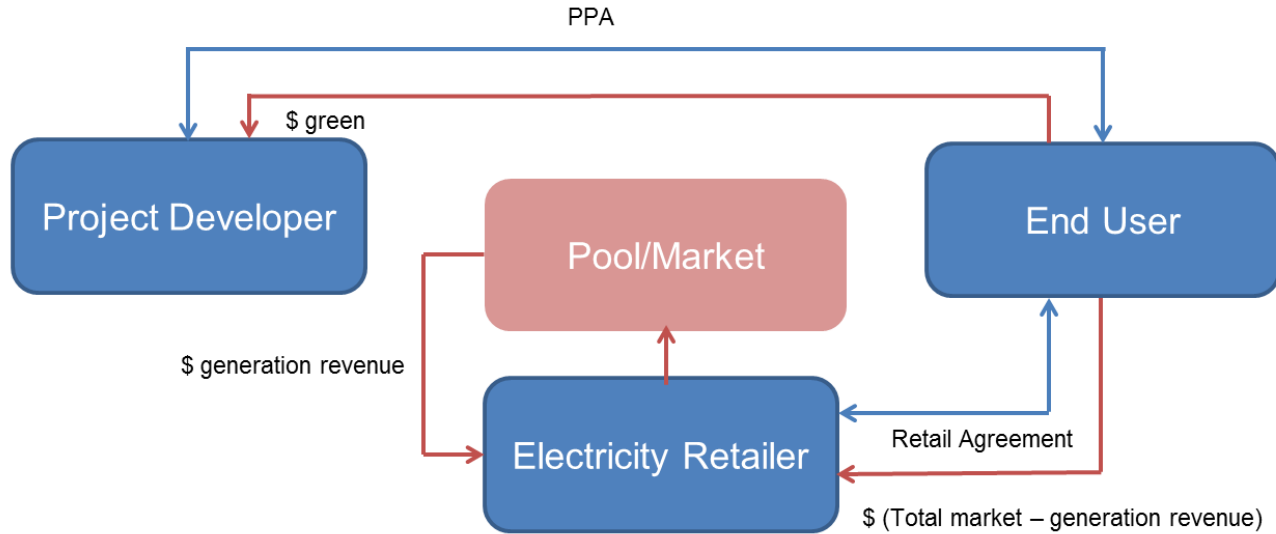 PPA
$ green
Project Developer
End User
Pool/Market
$ generation revenue
Retail Agreement
Electricity Retailer
$ (Total market – generation revenue)